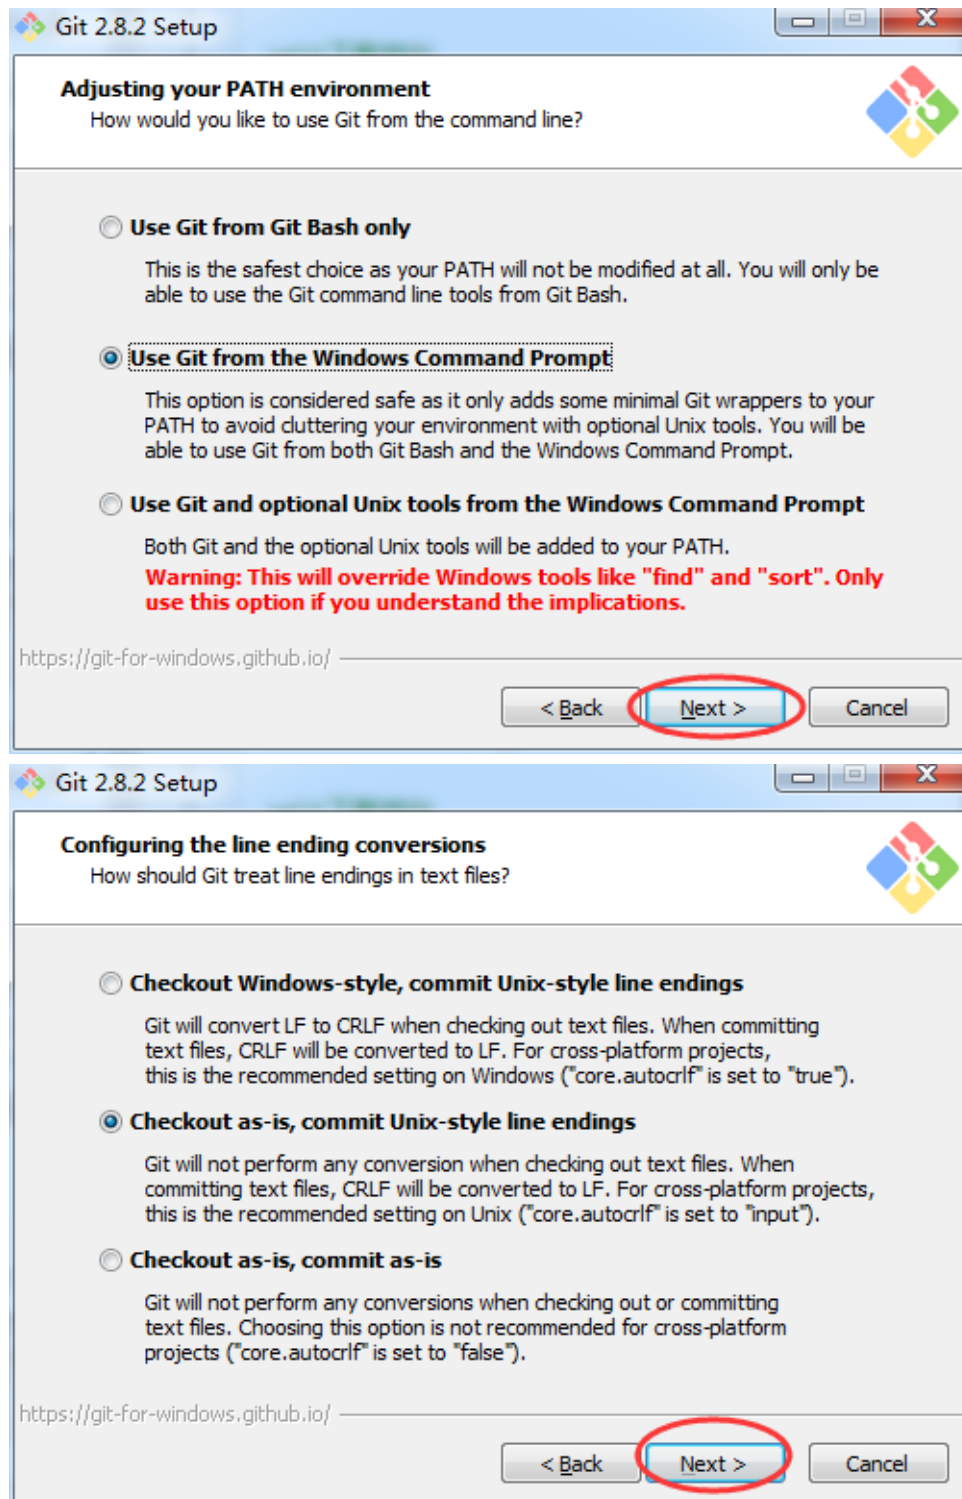 Git 2.8.2 Setup
Adjusting your PATH environment
How would you like to use Git from the command line?
Use Git from Git Bash only
This is the safest choice as your PATH will not be modified at all. You will only be
able to use the Git command line tools from Git Bash.
Use Git from the Windows Command Prompt
This option is considered safe as it only adds some minimal Git wrappers to your
PATH to avoid cluttering your environment with optional Unix tools. You will be
able to use Git from both Git Bash and the Windows Command Prompt.
Use Git and optional Unix tools from the Windows Command Prompt
Both Git and the optional Unix tools will be added to your PATH.
Warning: This will override Windows tools like "find" and "sort". Only
use this option if you understand the implications.
https://git-for-windows.github.io/
< Back Next > Cancel
Git 2.8.2 Setup
Configuring the line ending conversions
How should Git treat line endings in text files?
Checkout Windows-style, commit Unix-style line endings
Git will convert LF to CRLF when checking out text files. When committing
text files, CRLF will be converted to LF. For cross-platform projects,
this is the recommended setting on Windows ("core.autocrlf" is set to "true").
Checkout as-is, commit Unix-style line endings
Git will not perform any conversion when checking out text files. When
committing text files, CRLF will be converted to LF. For cross-platform projects,
this is the recommended setting on Unix ("core.autocrlf" is set to "input").
Checkout as-is, commit as-is
Git will not perform any conversions when checking out or committing
text files. Choosing this option is not recommended for cross-platform
projects ("core.autocrlf" is set to "false").
https://git-for-windows.github.io/
< Back Next > Cancel